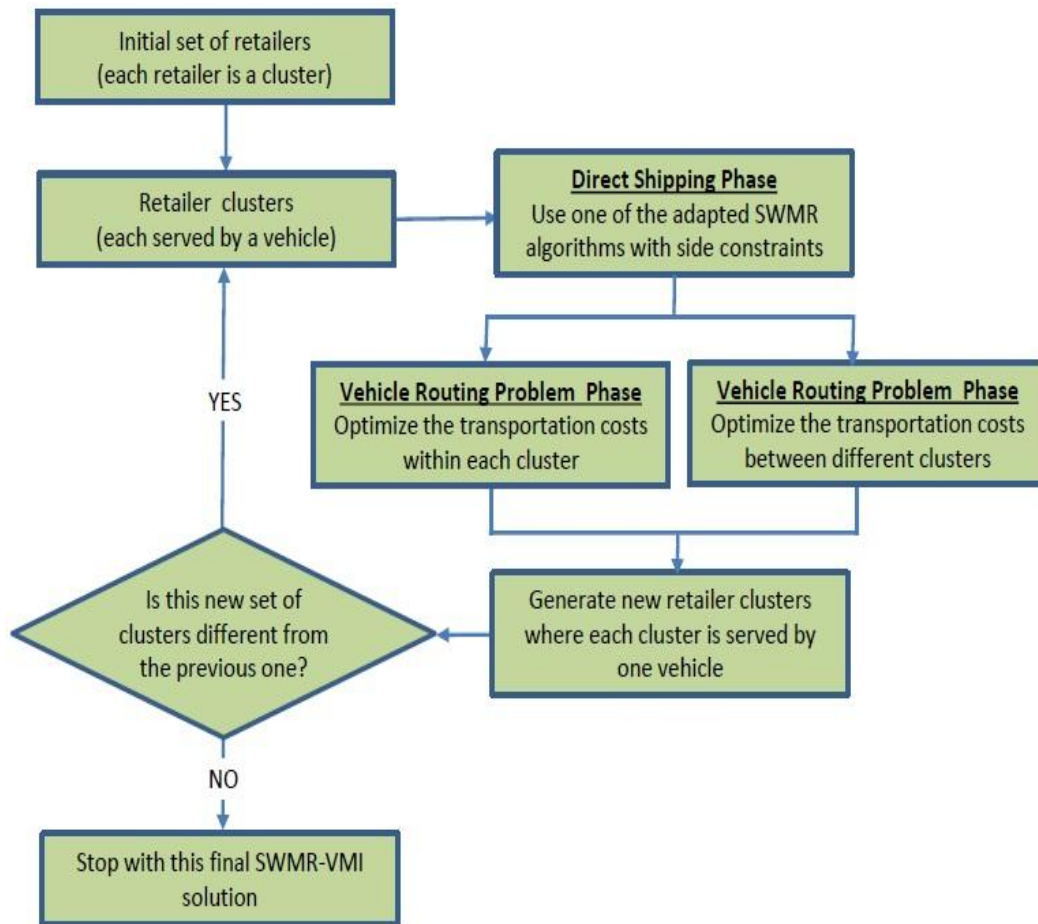 Initial set of retailers
(each retailer is a cluster)
Retailer clusters
(each served by a vehicle)
Direct Shipping Phase
Use one of the adapted SWMR
algorithms with side constraints
Vehicle Routing Problem Phase
Optimize the transportation costs
within each cluster
Vehicle Routing Problem Phase
Optimize the transportation costs
between different clusters
Generate new retailer clusters
where each cluster is served by
one vehicle
Is this new set of
clusters different from
the previous one?
YES
NO
Stop with this final SWMR-VMI
solution